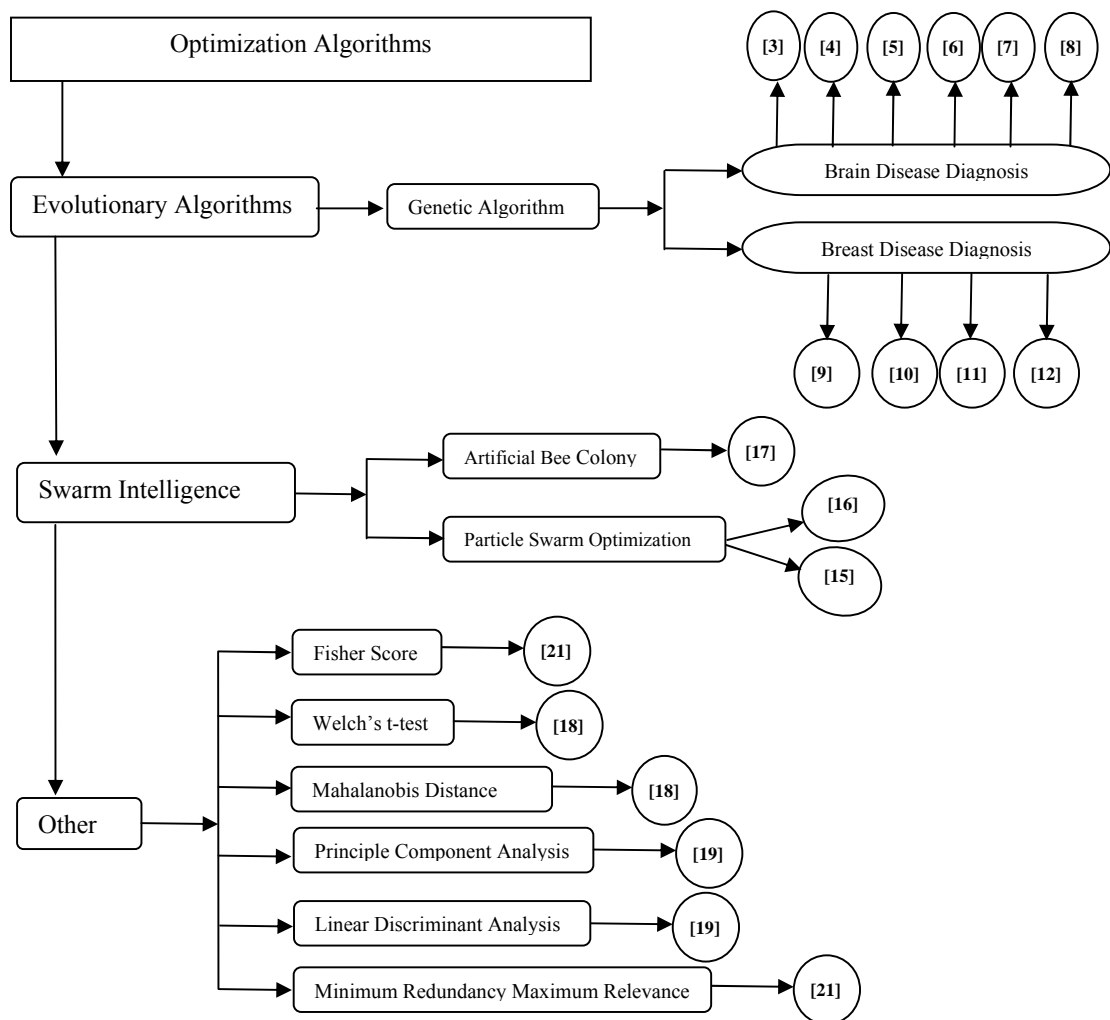 Optimization Algorithms
[3] [4] [5] [6] [7] [8]
Brain Disease Diagnosis
Evolutionary Algorithms
Genetic Algorithm
Breast Disease Diagnosis
[9] [10] [11] [12]
Swarm Intelligence
Artificial Bee Colony
[17]
Particle Swarm Optimization
[16]
[15]
Other
Fisher Score
[21]
Welch’s t-test
[18]
Mahalanobis Distance
[18]
Principle Component Analysis
[19]
Linear Discriminant Analysis
[19]
Minimum Redundancy Maximum Relevance
[21]